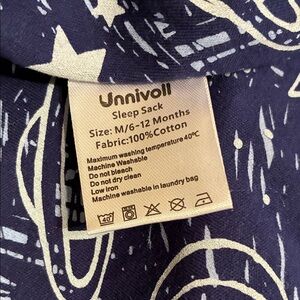 Unnivoll
Sleep Sack
Size: M/6-12 Months
Fabric:100%Cotton
Maximum washing temperature 40ºC
Machine Washable
Do not bleach
Do not dry clean
Low iron
Machine washable in laundry bag
40